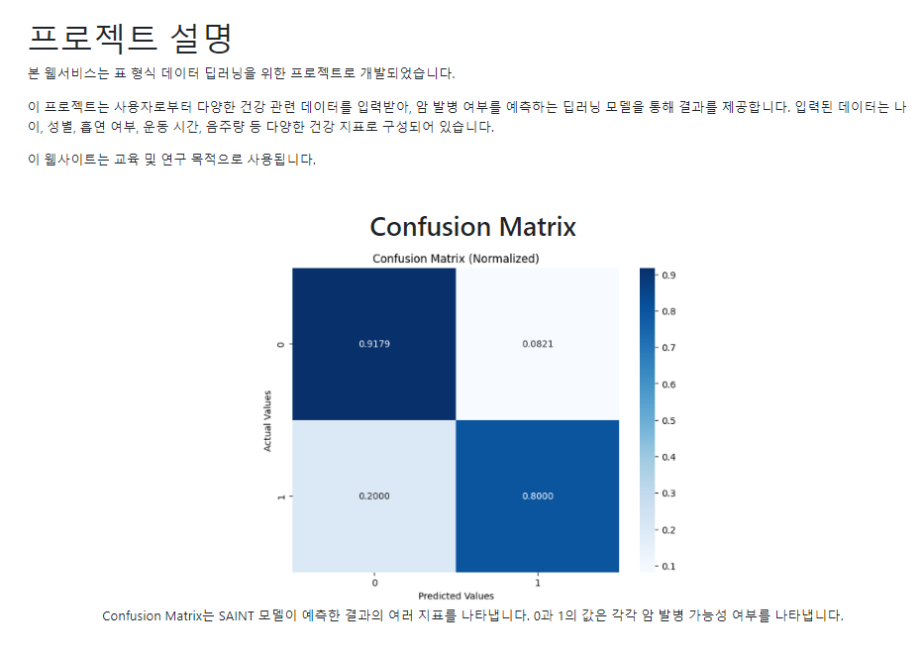 프로젝트 설명
본 웹서비스는 표 형식 데이터 딥러닝을 위한 프로젝트로 개발되었습니다.
이 프로젝트는 사용자로부터 다양한 건강 관련 데이터를 입력받아, 암 발병 여부를 예측하는 딥러닝 모델을 통해 결과를 제공합니다. 입력된 데이터는 나
이, 성별, 흡연 여부, 운동 시간, 음주량 등 다양한 건강 지표로 구성되어 있습니다.
이 웹사이트는 교육 및 연구 목적으로 사용됩니다.
Confusion Matrix
Confusion Matrix (Normalized)
0.9
0.8
0.7
0.6
0.5
0.4
0.3
0.2
0.1
Actual Values
0
0.9179
0.0821
1
0.2000
0.8000
0
1
Predicted Values
Confusion Matrix는 SAINT 모델이 예측한 결과의 여러 지표를 나타냅니다. 0과 1의 값은 각각 암 발병 가능성 여부를 나타냅니다.